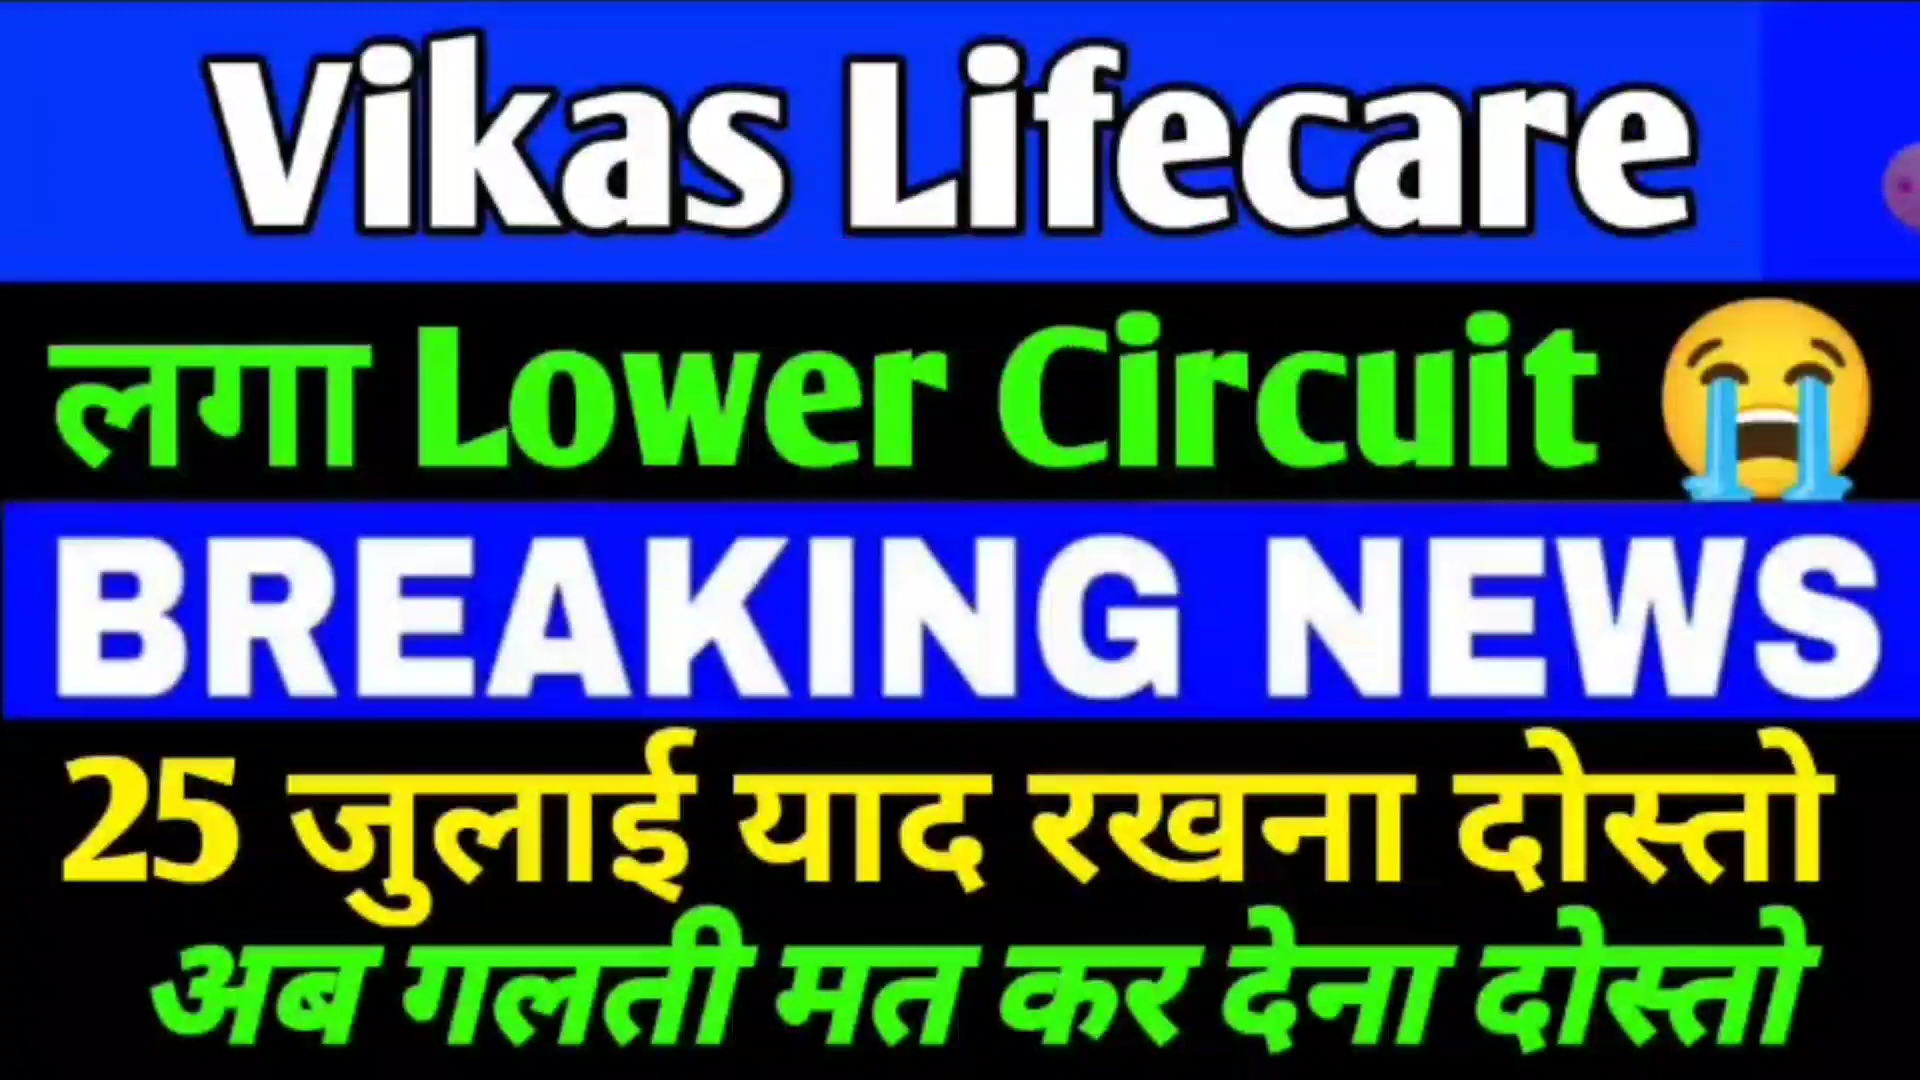 Vikas Lifecare
लगा Lower Circuit
BREAKING NEWS
25 जुलाई याद रखना दोस्तो
अब गलती मत कर देना दोस्तो